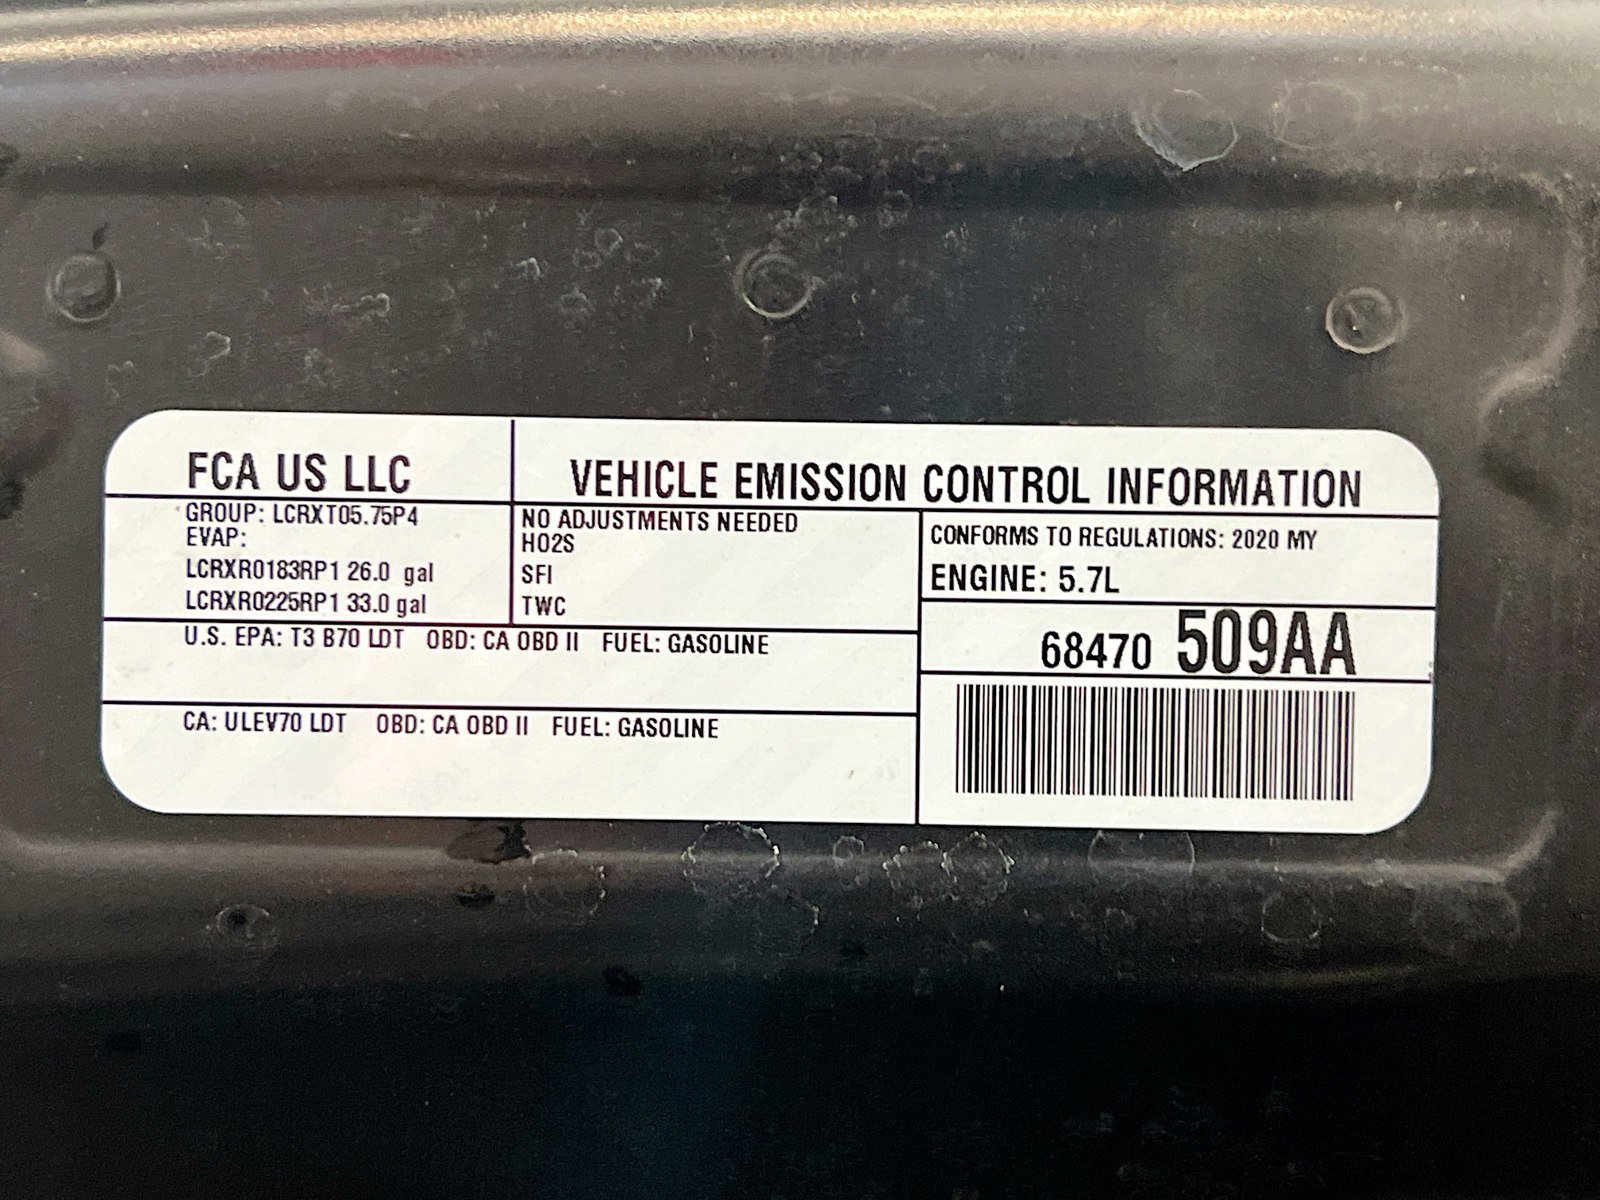 FCA US LLC
VEHICLE EMISSION CONTROL INFORMATION
GROUP: LCRXT05.75P4
EVAP:
LCRXR0183RP1 26.0 gal
LCRXR0225RP1 33.0 gal
NO ADJUSTMENTS NEEDED
HO2S
SFI
TWC
CONFORMS TO REGULATIONS: 2020 MY
ENGINE: 5.7L
68470 509AA
U.S. EPA: T3 B70 LDT OBD: CA OBD II FUEL: GASOLINE
CA: ULEV70 LDT OBD: CA OBD II FUEL: GASOLINE